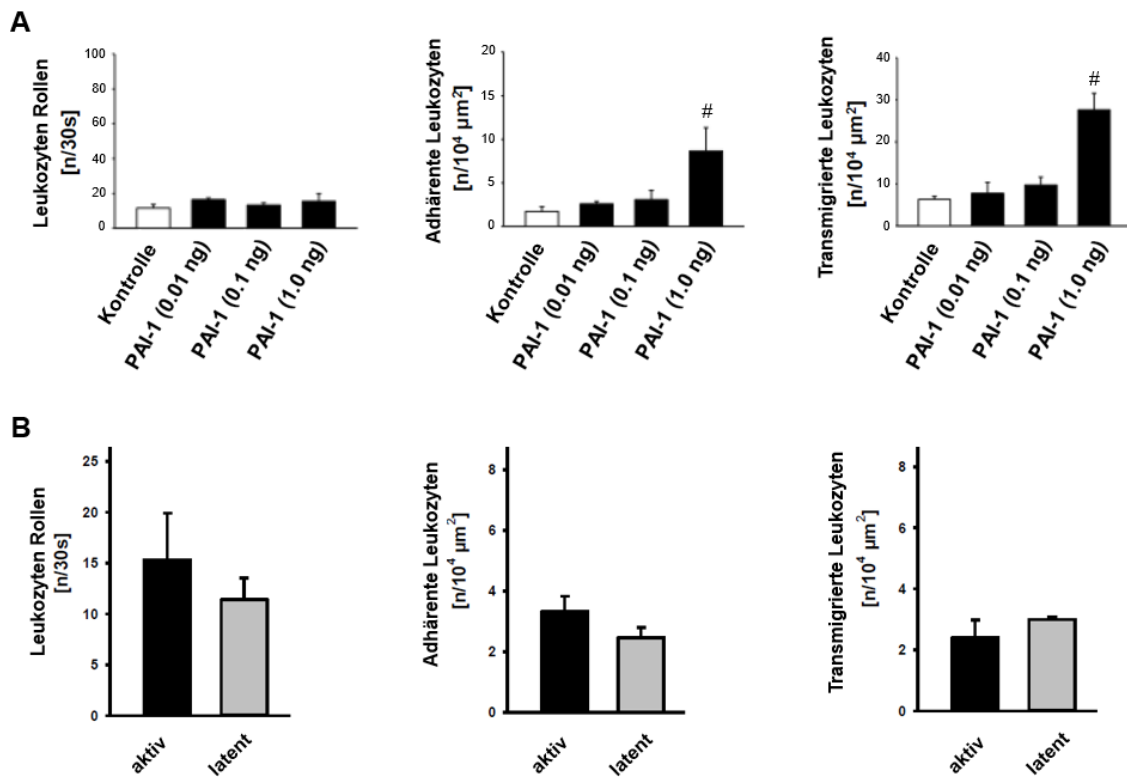 A
Leukozyten Rollen
[n/30s]
100
80
60
40
20
0
Kontrolle
PAI-1 (0.01 ng)
PAI-1 (0.1 ng)
PAI-1 (1.0 ng)
Adhärente Leukozyten
[n/10⁴ µm²]
20
15
10
5
0
#
Kontrolle
PAI-1 (0.01 ng)
PAI-1 (0.1 ng)
PAI-1 (1.0 ng)
Transmigrierte Leukozyten
[n/10⁴ µm²]
40
30
20
10
0
#
Kontrolle
PAI-1 (0.01 ng)
PAI-1 (0.1 ng)
PAI-1 (1.0 ng)
B
Leukozyten Rollen
[n/30s]
25
20
15
10
5
0
aktiv
latent
Adhärente Leukozyten
[n/10⁴ µm²]
8
6
4
2
0
aktiv
latent
Transmigrierte Leukozyten
[n/10⁴ µm²]
8
6
4
2
0
aktiv
latent